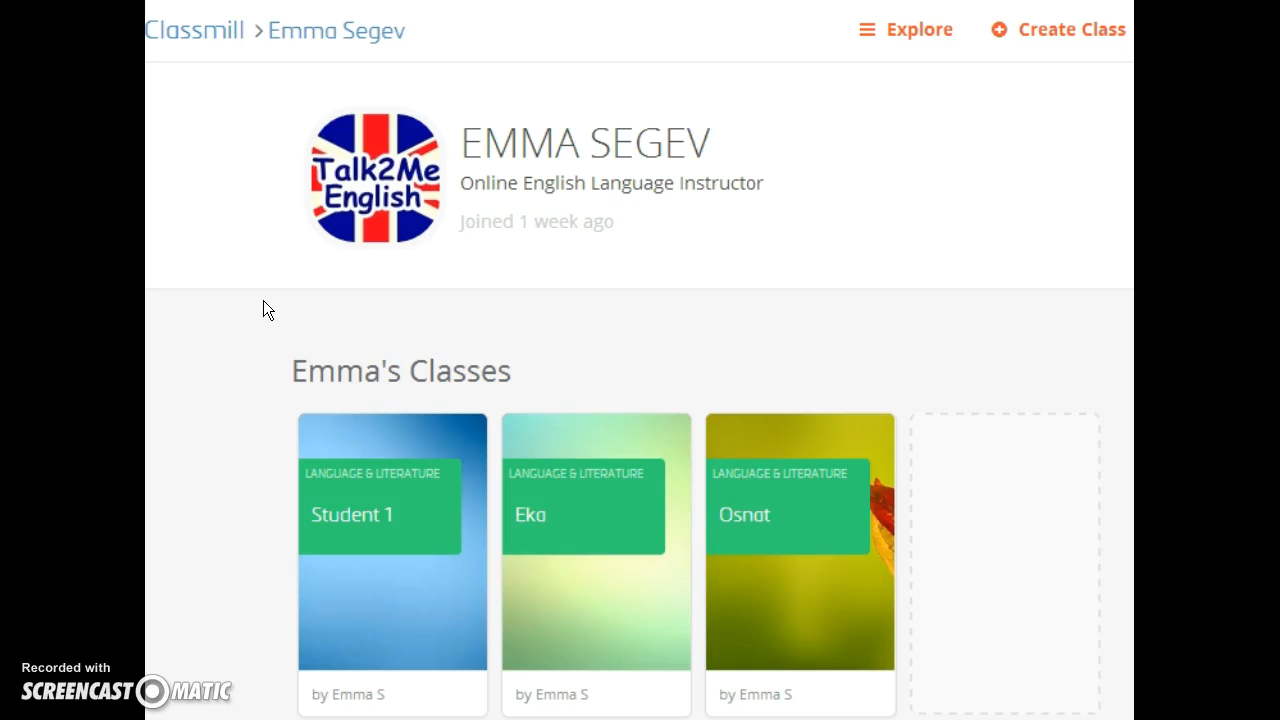 Classmill > Emma Segev
Explore
Create Class
Talk2Me
English
EMMA SEGEV
Online English Language Instructor
Joined 1 week ago
Emma's Classes
LANGUAGE & LITERATURE
Student 1
by Emma S
LANGUAGE & LITERATURE
Eka
by Emma S
LANGUAGE & LITERATURE
Osnat
by Emma S
Recorded with
SCREENCAST-O-MATIC